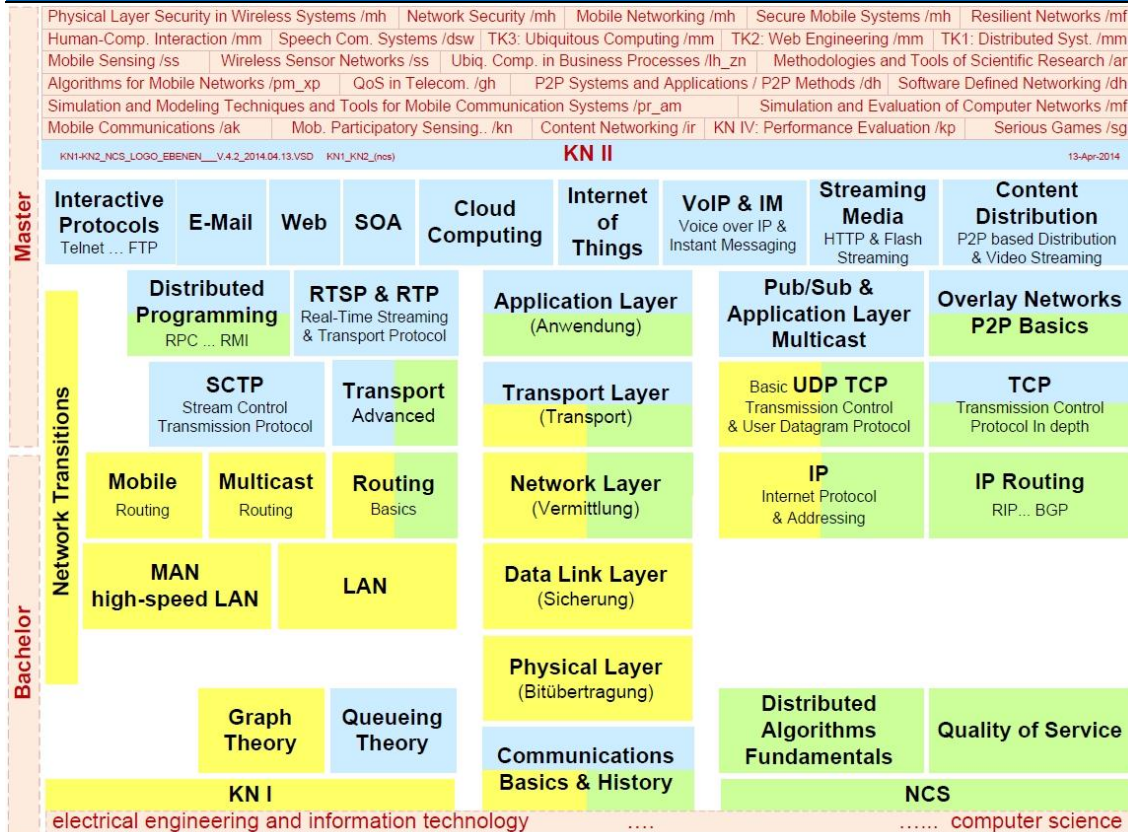 Physical Layer Security in Wireless Systems /mh Network Security /mh Mobile Networking /mh Secure Mobile Systems /mh Resilient Networks /mf
Human-Comp. Interaction /mm Speech Com. Systems /dsw TK3: Ubiquitous Computing /mm TK2: Web Engineering /mm TK1: Distributed Syst. /mm
Mobile Sensing /ss Wireless Sensor Networks /ss Ubiq. Comp. in Business Processes /lh_zn Methodologies and Tools of Scientific Research /ar
Algorithms for Mobile Networks /pm_xp QoS in Telecom. /gh P2P Systems and Applications / P2P Methods /dh Software Defined Networking /dh
Simulation and Modeling Techniques and Tools for Mobile Communication Systems /pr_am Simulation and Evaluation of Computer Networks /mf
Mobile Communications /ak Mob. Participatory Sensing.. /kn Content Networking /ir KN IV: Performance Evaluation /kp Serious Games /sg
KN1-KN2_NCS_LOGO_EBENEN___V.4.2_2014.04.13.VSD KN1_KN2_(ncs) KN II 13-Apr-2014
Master
Interactive
Protocols
Telnet ... FTP
E-Mail
Web
SOA
Cloud
Computing
Internet
of
Things
VoIP & IM
Voice over IP &
Instant Messaging
Streaming
Media
HTTP & Flash
Streaming
Content
Distribution
P2P based Distribution
& Video Streaming
Network Transitions
Distributed
Programming
RPC ... RMI
RTSP & RTP
Real-Time Streaming
& Transport Protocol
Application Layer
(Anwendung)
Pub/Sub &
Application Layer
Multicast
Overlay Networks
P2P Basics
SCTP
Stream Control
Transmission Protocol
Transport
Advanced
Transport Layer
(Transport)
Basic UDP TCP
Transmission Control
& User Datagram Protocol
TCP
Transmission Control
Protocol In depth
Bachelor
Mobile
Routing
Multicast
Routing
Routing
Basics
Network Layer
(Vermittlung)
IP
Internet Protocol
& Addressing
IP Routing
RIP... BGP
MAN
high-speed LAN
LAN
Data Link Layer
(Sicherung)
Physical Layer
(Bitübertragung)
Graph
Theory
Queueing
Theory
Communications
Basics & History
Distributed
Algorithms
Fundamentals
Quality of Service
KN I
NCS
electrical engineering and information technology .... ...... computer science